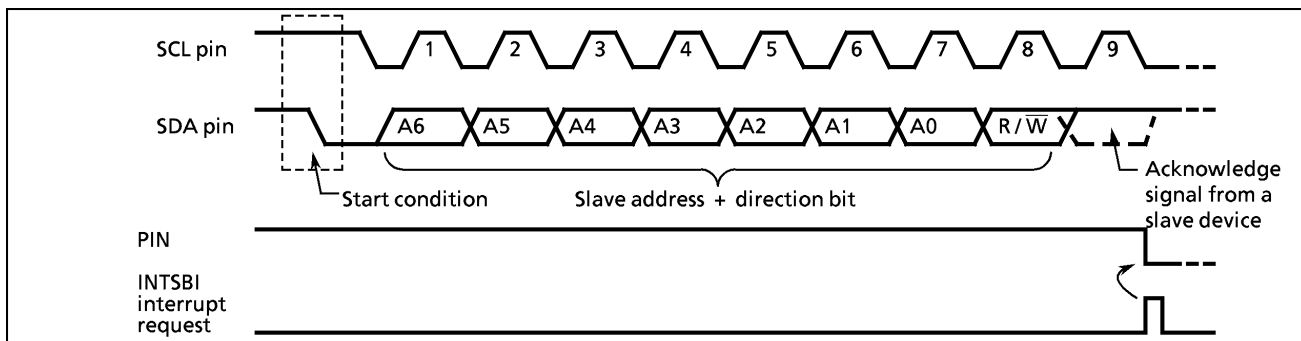 SCL pin
1 2 3 4 5 6 7 8 9
SDA pin
A6 A5 A4 A3 A2 A1 A0 R / W̅
Start condition
Slave address + direction bit
Acknowledge
signal from a
slave device
PIN
INTSBI
interrupt
request